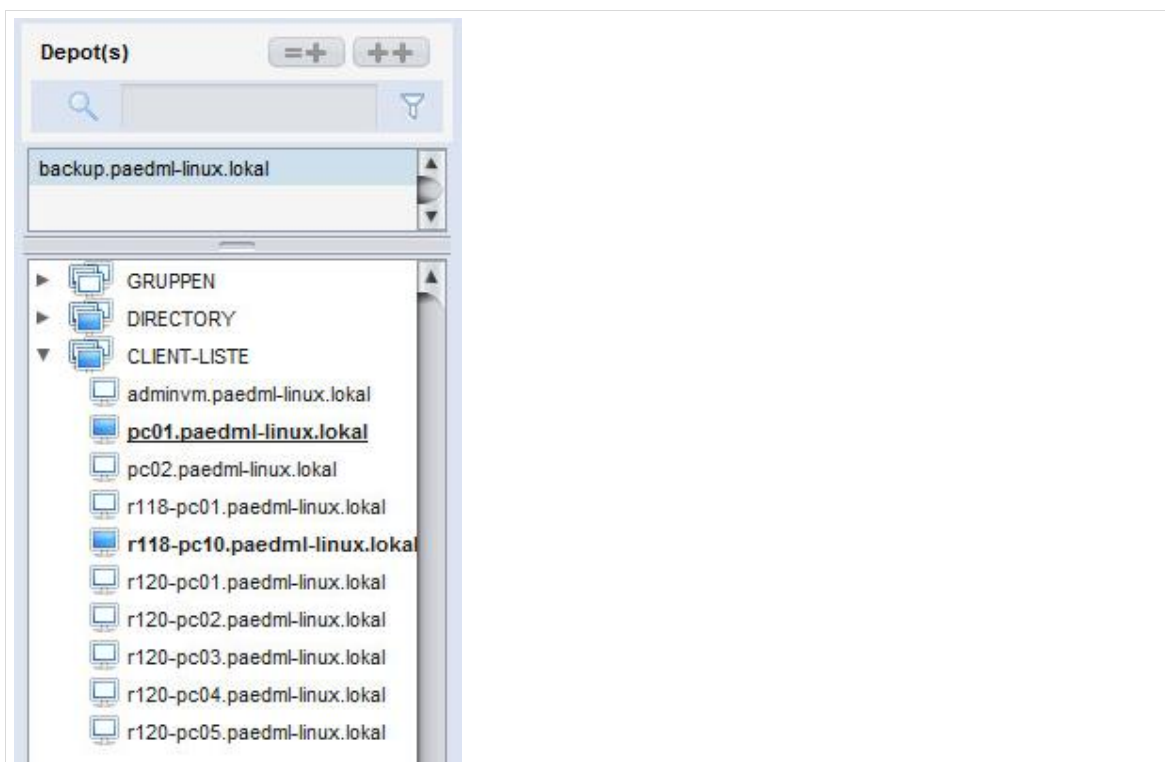 Depot(s)
backup.paedml-linux.lokal
GRUPPEN
DIRECTORY
CLIENT-LISTE
adminvm.paedml-linux.lokal
pc01.paedml-linux.lokal
pc02.paedml-linux.lokal
r118-pc01.paedml-linux.lokal
r118-pc10.paedml-linux.lokal
r120-pc01.paedml-linux.lokal
r120-pc02.paedml-linux.lokal
r120-pc03.paedml-linux.lokal
r120-pc04.paedml-linux.lokal
r120-pc05.paedml-linux.lokal